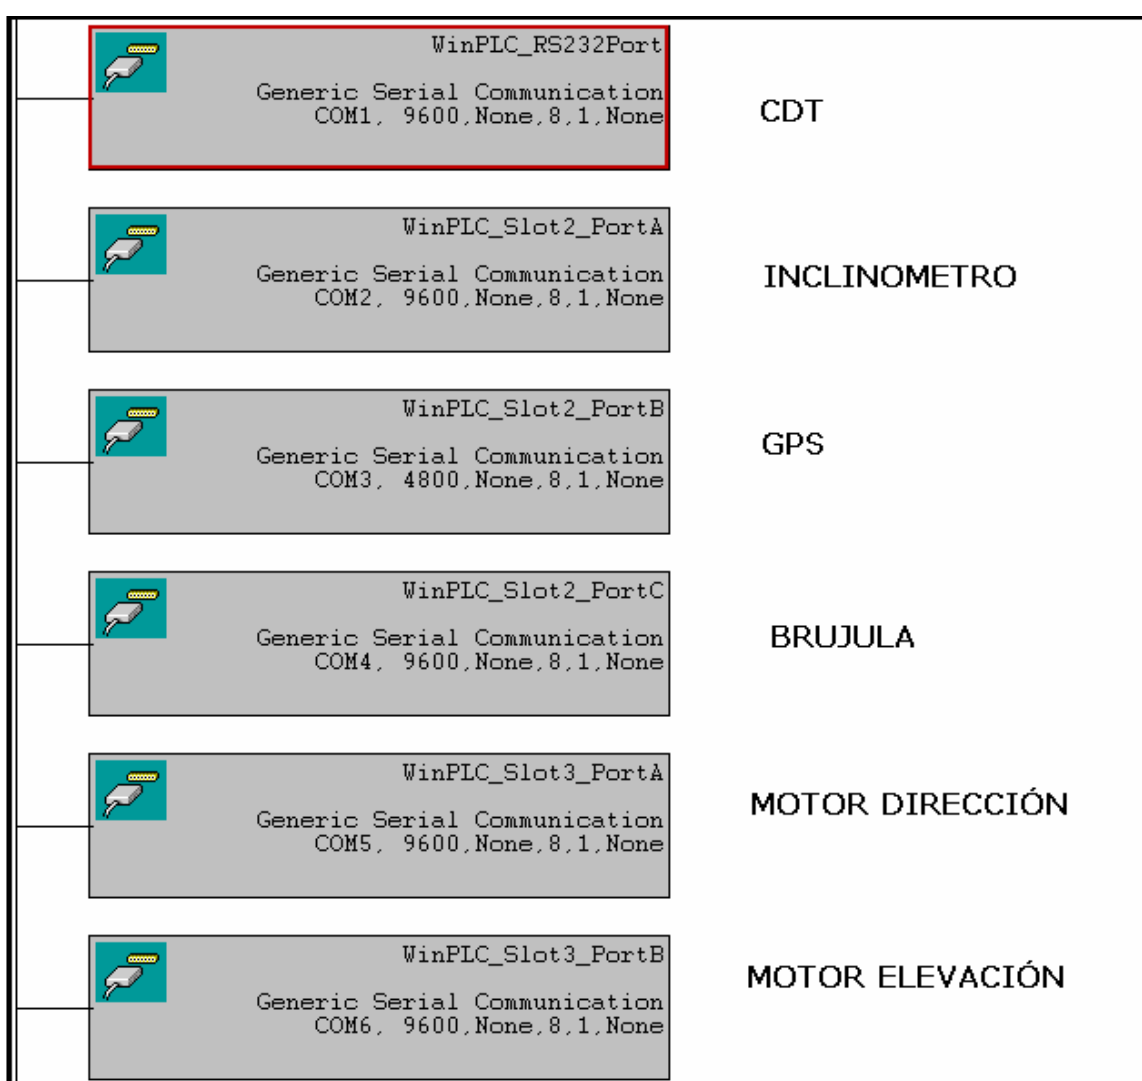 WinPLC_RS232Port
Generic Serial Communication
COM1, 9600,None,8,1,None
CDT
WinPLC_Slot2_PortA
Generic Serial Communication
COM2, 9600,None,8,1,None
INCLINOMETRO
WinPLC_Slot2_PortB
Generic Serial Communication
COM3, 4800,None,8,1,None
GPS
WinPLC_Slot2_PortC
Generic Serial Communication
COM4, 9600,None,8,1,None
BRUJULA
WinPLC_Slot3_PortA
Generic Serial Communication
COM5, 9600,None,8,1,None
MOTOR DIRECCIÓN
WinPLC_Slot3_PortB
Generic Serial Communication
COM6, 9600,None,8,1,None
MOTOR ELEVACIÓN